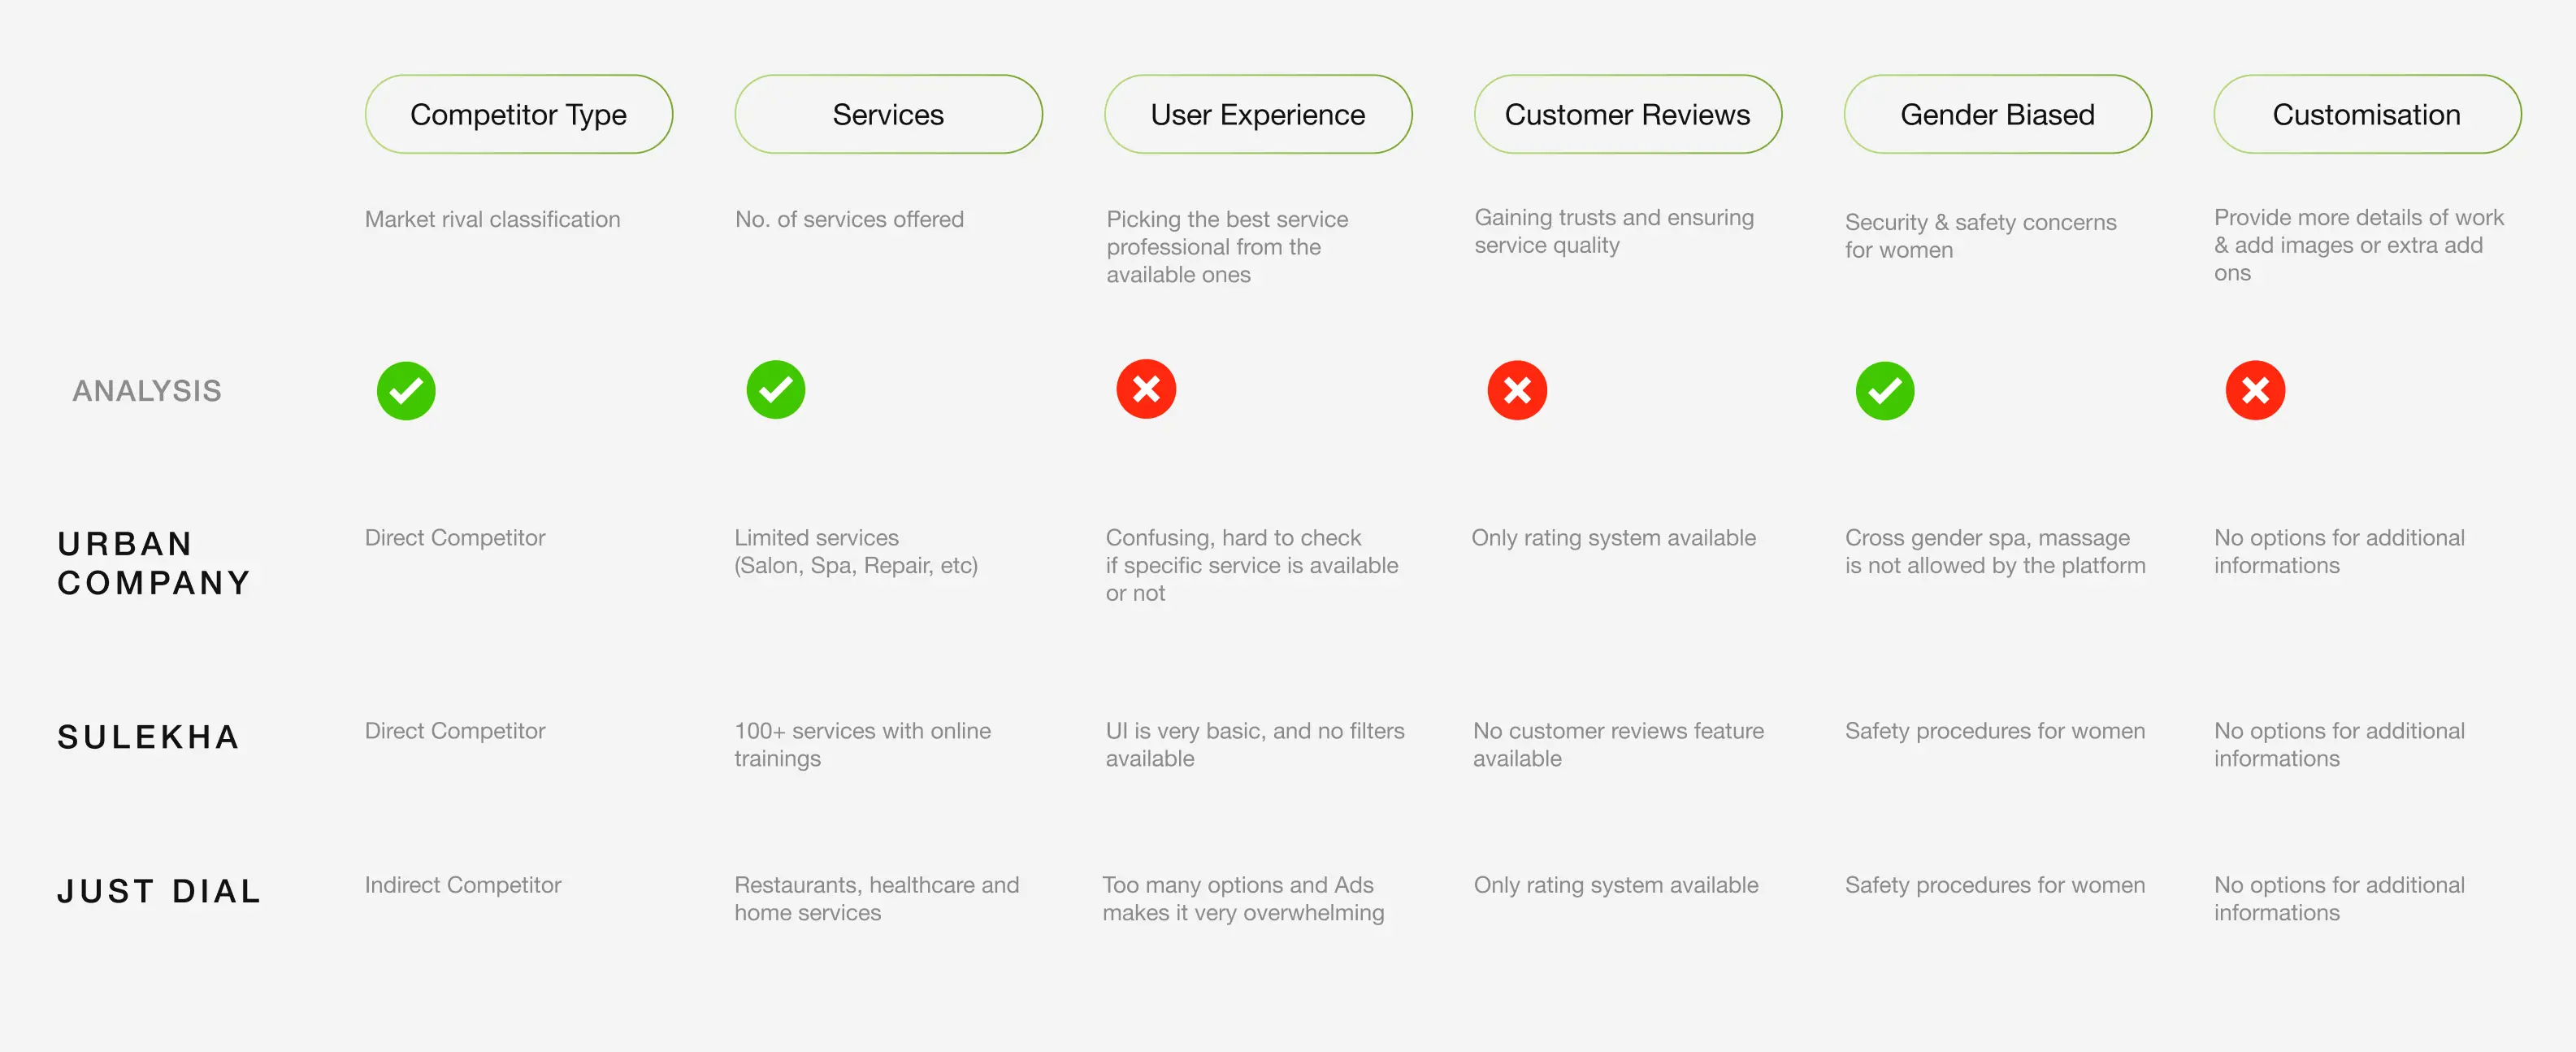 Competitor Type
Services
User Experience
Customer Reviews
Gender Biased
Customisation
Market rival classification
No. of services offered
Picking the best service
professional from the
available ones
Gaining trusts and ensuring
service quality
Security & safety concerns
for women
Provide more details of work
& add images or extra add
ons
ANALYSIS
URBAN
COMPANY
Direct Competitor
Limited services
(Salon, Spa, Repair, etc)
Confusing, hard to check
if specific service is available
or not
Only rating system available
Cross gender spa, massage
is not allowed by the platform
No options for additional
informations
SULEKHA
Direct Competitor
100+ services with online
trainings
UI is very basic, and no filters
available
No customer reviews feature
available
Safety procedures for women
No options for additional
informations
JUST DIAL
Indirect Competitor
Restaurants, healthcare and
home services
Too many options and Ads
makes it very overwhelming
Only rating system available
Safety procedures for women
No options for additional
informations